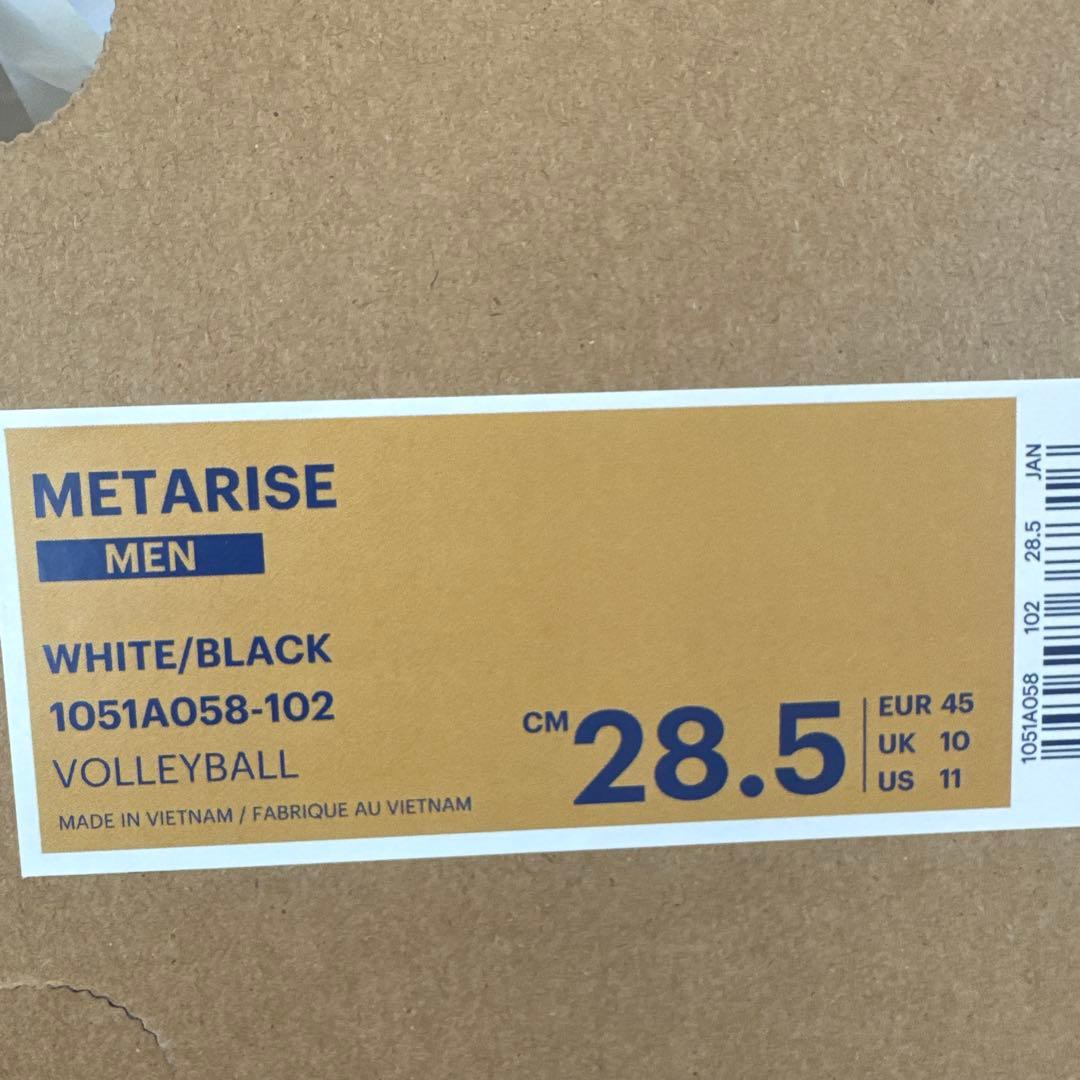 METARISE
MEN
WHITE/BLACK
1051A058-102
VOLLEYBALL
MADE IN VIETNAM / FABRIQUE AU VIETNAM
CM 28.5
EUR 45
UK 10
US 11
1051A058 102 28.5 JAN